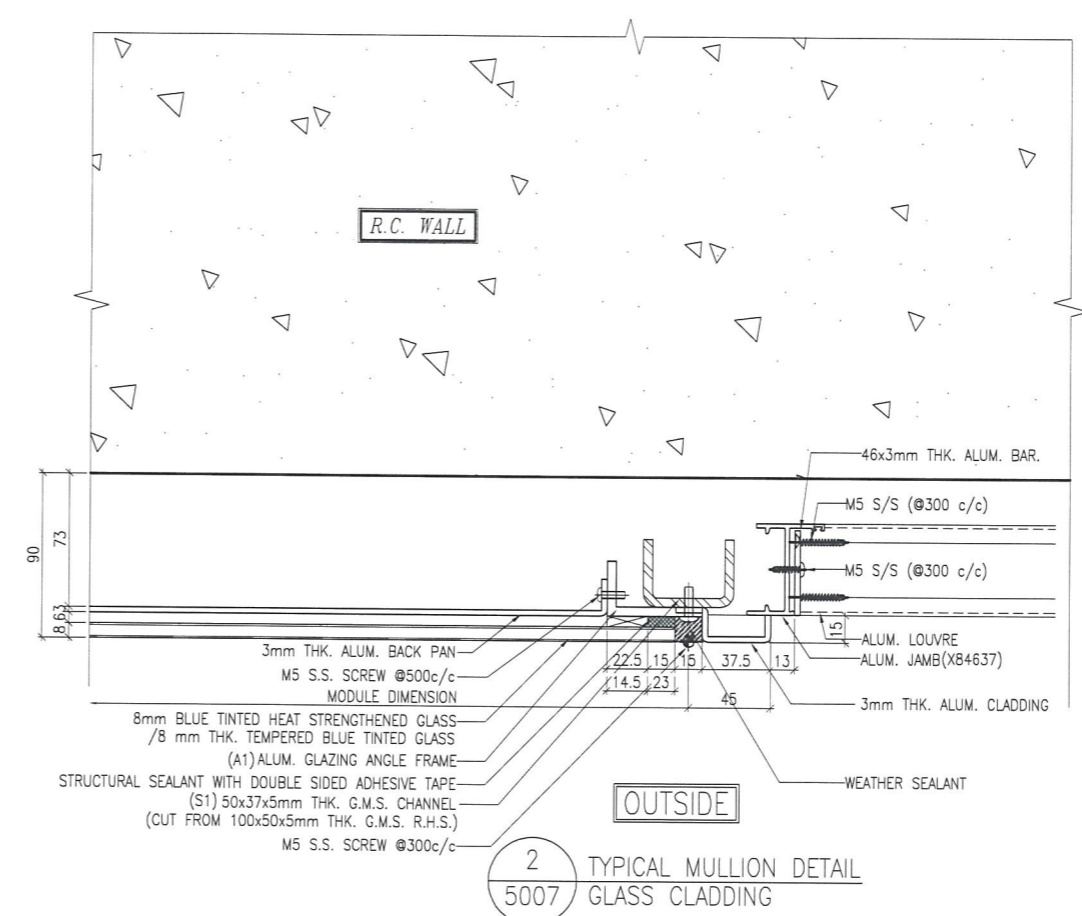 R.C. WALL
46x3mm THK. ALUM. BAR.
M5 S/S (@300 c/c)
M5 S/S (@300 c/c)
90
73
63
8
15
ALUM. LOUVRE
ALUM. JAMB(X84637)
3mm THK. ALUM. CLADDING
3mm THK. ALUM. BACK PAN
22.5
15
15
37.5
13
M5 S.S. SCREW @500c/c
14.5
23
45
MODULE DIMENSION
8mm BLUE TINTED HEAT STRENGTHENED GLASS
/8 mm THK. TEMPERED BLUE TINTED GLASS
(A1)ALUM. GLAZING ANGLE FRAME
STRUCTURAL SEALANT WITH DOUBLE SIDED ADHESIVE TAPE
WEATHER SEALANT
(S1) 50x37x5mm THK. G.M.S. CHANNEL
(CUT FROM 100x50x5mm THK. G.M.S. R.H.S.)
M5 S.S. SCREW @300c/c
OUTSIDE
2
5007
TYPICAL MULLION DETAIL
GLASS CLADDING